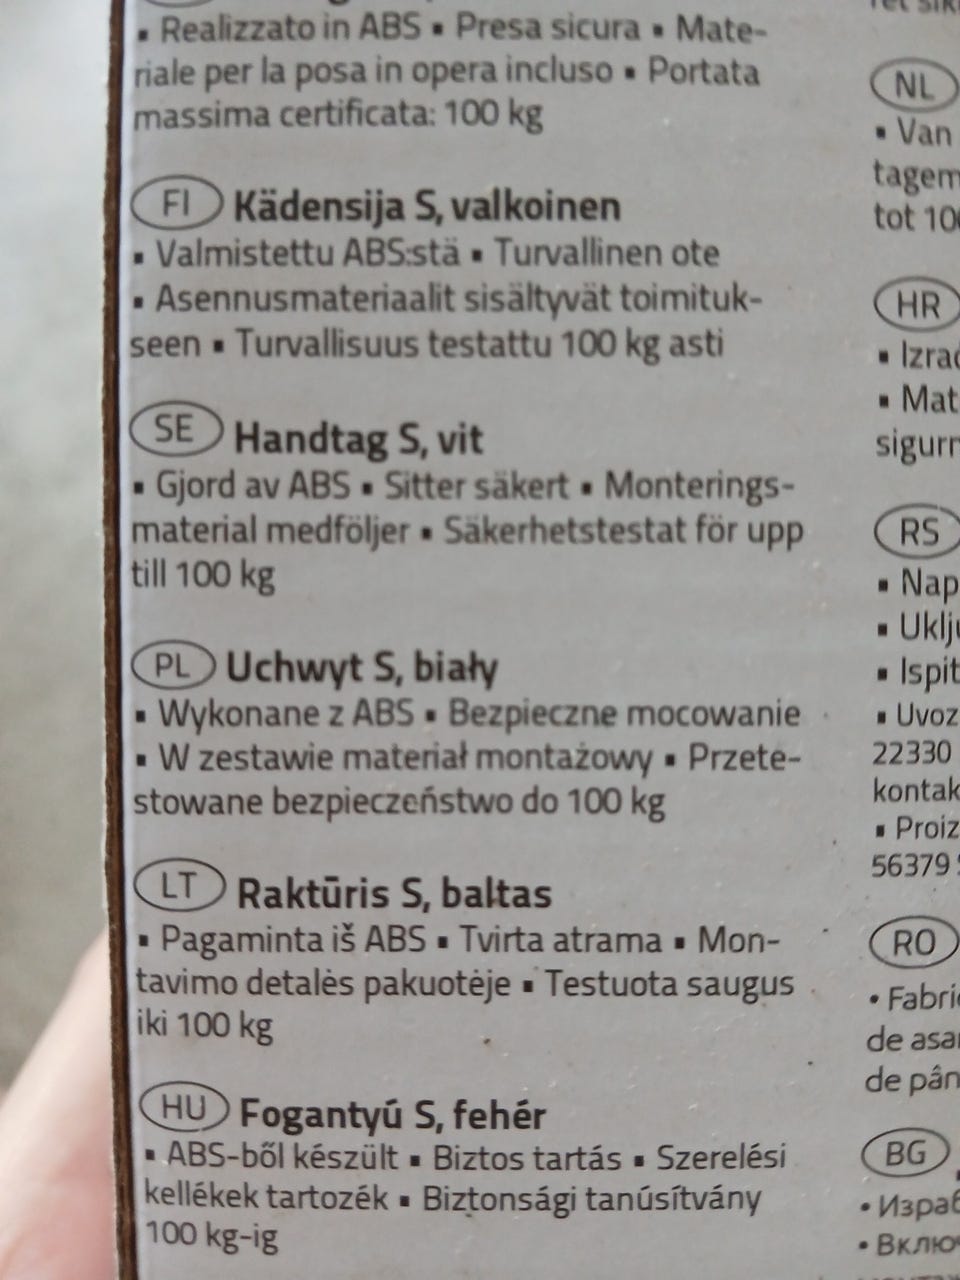 ▪ Realizzato in ABS ▪ Presa sicura ▪ Mate-
riale per la posa in opera incluso ▪ Portata
massima certificata: 100 kg
FI Kädensija S, valkoinen
▪ Valmistettu ABS:stä ▪ Turvallinen ote
▪ Asennusmateriaalit sisältyvät toimituk-
seen ▪ Turvallisuus testattu 100 kg asti
SE Handtag S, vit
▪ Gjord av ABS ▪ Sitter säkert ▪ Monterings-
material medföljer ▪ Säkerhetstestat för upp
till 100 kg
PL Uchwyt S, biały
▪ Wykonane z ABS ▪ Bezpieczne mocowanie
▪ W zestawie materiał montażowy ▪ Przete-
stowane bezpieczeństwo do 100 kg
LT Raktūris S, baltas
▪ Pagaminta iš ABS ▪ Tvirta atrama ▪ Mon-
tavimo detalės pakuotėje ▪ Testuota saugus
iki 100 kg
HU Fogantyú S, fehér
▪ ABS-ből készült ▪ Biztos tartás ▪ Szerelési
kellékek tartozék ▪ Biztonsági tanúsítvány
100 kg-ig
NL
▪ Van
tagem
tot 10
HR
▪ Izra
▪ Mat
sigurn
RS
▪ Nap
▪ Uklj
▪ Ispit
▪ Uvoz
22330
kontak
▪ Proiz
56379
RO
• Fabri
de asa
de pân
BG
• Израб
• Вклю